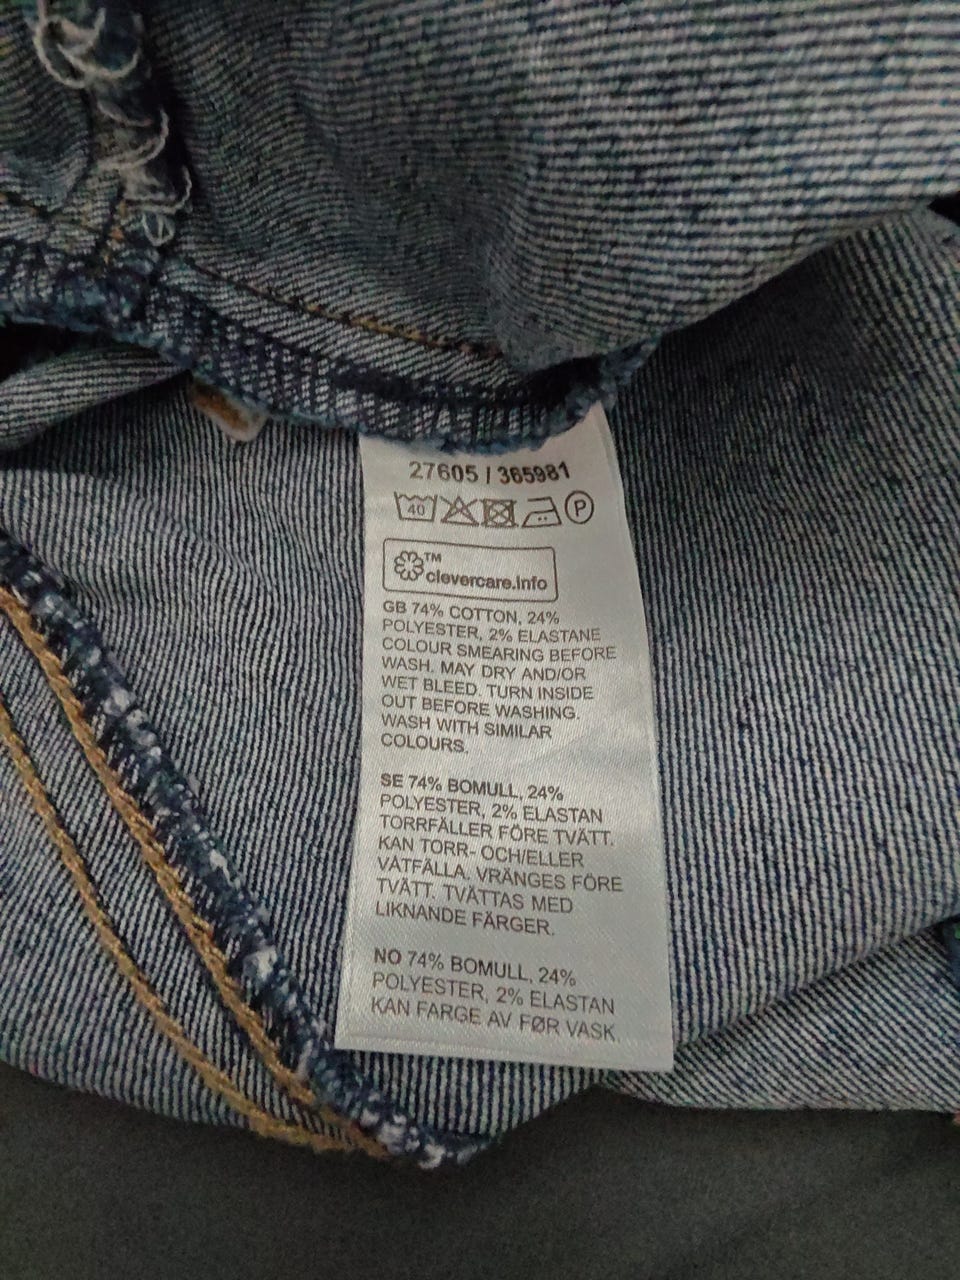 27605 / 365981
40 P
TM
clevercare.info
GB 74% COTTON, 24%
POLYESTER, 2% ELASTANE
COLOUR SMEARING BEFORE
WASH. MAY DRY AND/OR
WET BLEED. TURN INSIDE
OUT BEFORE WASHING.
WASH WITH SIMILAR
COLOURS.
SE 74% BOMULL, 24%
POLYESTER, 2% ELASTAN
TORRFÄLLER FÖRE TVÄTT.
KAN TORR- OCH/ELLER
VÅTFÄLLA. VRÄNGES FÖRE
TVÄTT. TVÄTTAS MED
LIKNANDE FÄRGER.
NO 74% BOMULL, 24%
POLYESTER, 2% ELASTAN
KAN FARGE AV FØR VASK.